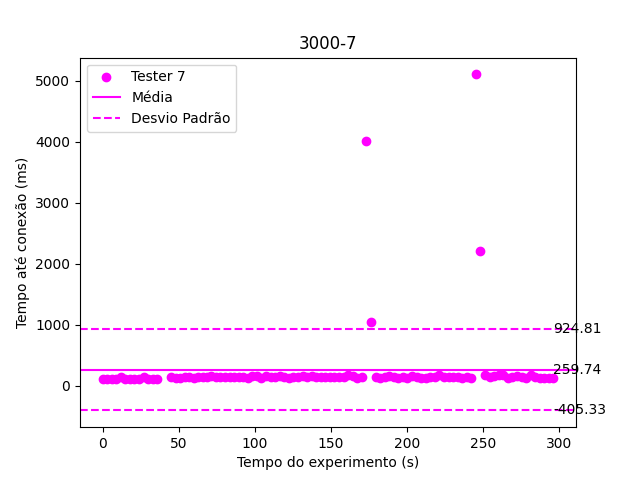 3000-7
Tester 7
Média
Desvio Padrão
Tempo até conexão (ms)
5000
4000
3000
2000
1000
0
924.81
259.74
-405.33
0 50 100 150 200 250 300
Tempo do experimento (s)